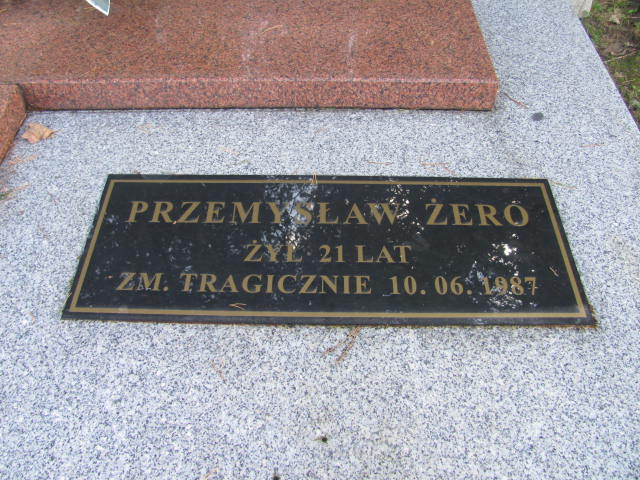 PRZEMYSŁAW ŻERO
ŻYŁ 21 LAT
ZM. TRAGICZNIE 10.06.1987